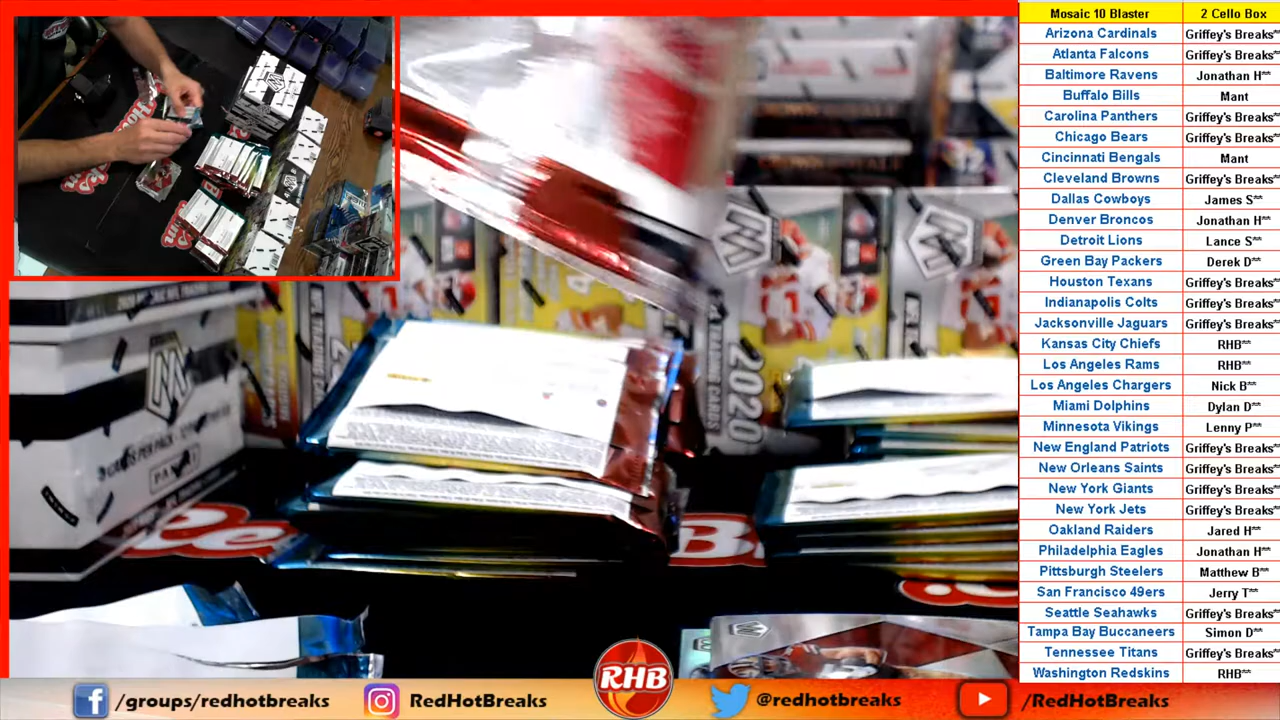 Mosaic 10 Blaster 2 Cello Box
Arizona Cardinals Griffey's Breaks**
Atlanta Falcons Griffey's Breaks**
Baltimore Ravens Jonathan H**
Buffalo Bills Mant
Carolina Panthers Griffey's Breaks**
Chicago Bears Griffey's Breaks**
Cincinnati Bengals Mant
Cleveland Browns Griffey's Breaks**
Dallas Cowboys James S**
Denver Broncos Jonathan H**
Detroit Lions Lance S**
Green Bay Packers Derek D**
Houston Texans Griffey's Breaks**
Indianapolis Colts Griffey's Breaks**
Jacksonville Jaguars Griffey's Breaks**
Kansas City Chiefs RHB**
Los Angeles Rams RHB**
Los Angeles Chargers Nick B**
Miami Dolphins Dylan D**
Minnesota Vikings Lenny P**
New England Patriots Griffey's Breaks**
New Orleans Saints Griffey's Breaks**
New York Giants Griffey's Breaks**
New York Jets Griffey's Breaks**
Oakland Raiders Jared H**
Philadelphia Eagles Jonathan H**
Pittsburgh Steelers Matthew B**
San Francisco 49ers Jerry T**
Seattle Seahawks Griffey's Breaks**
Tampa Bay Buccaneers Simon D**
Tennessee Titans Griffey's Breaks**
Washington Redskins RHB**
2020
RHB
/groups/redhotbreaks RedHotBreaks @redhotbreaks /RedHotBreaks